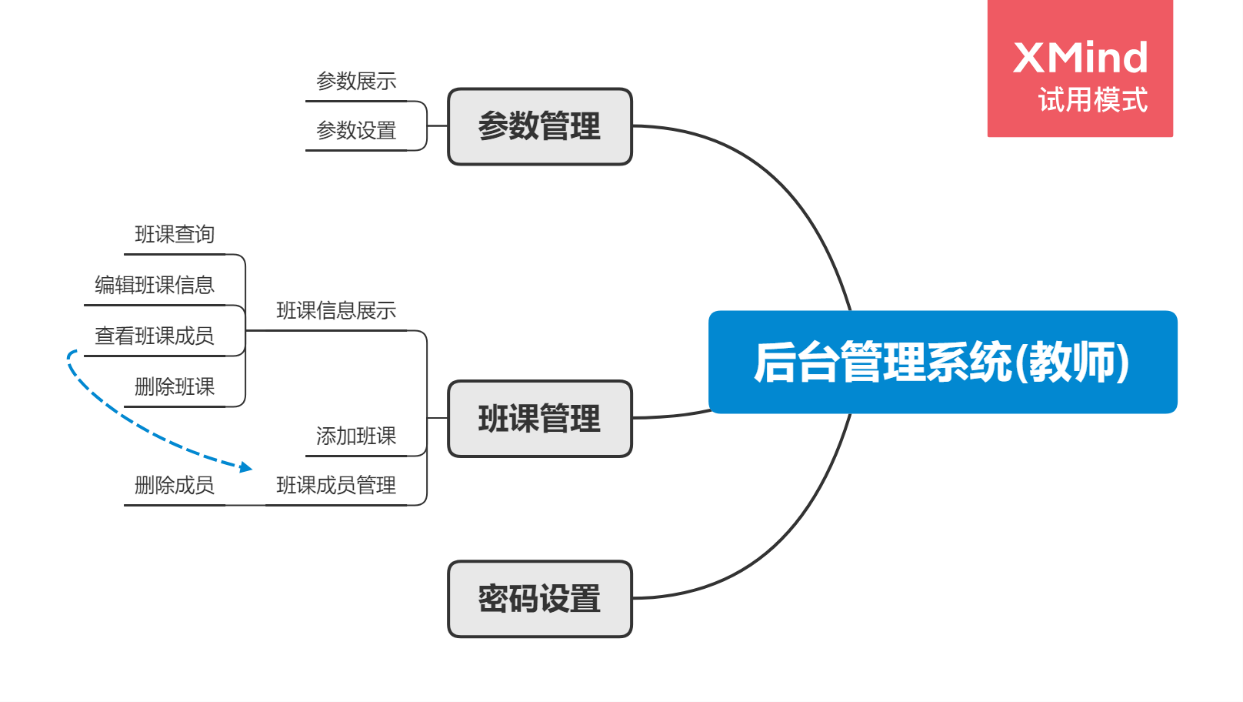 XMind
试用模式
参数展示
参数设置
参数管理
班课查询
编辑班课信息
查看班课成员
删除班课
班课信息展示
添加班课
删除成员
班课成员管理
班课管理
后台管理系统(教师)
密码设置